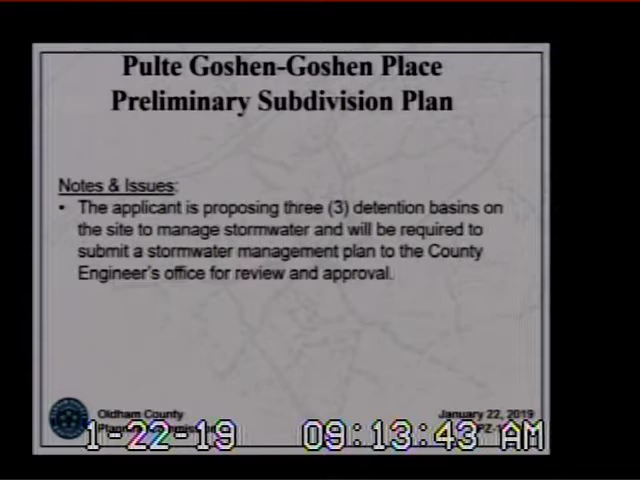 Pulte Goshen-Goshen Place
Preliminary Subdivision Plan
Notes & Issues:
• The applicant is proposing three (3) detention basins on
the site to manage stormwater and will be required to
submit a stormwater management plan to the County
Engineer's office for review and approval.
Oldham County January 22, 2019
1-22-19 09:13:43 AM